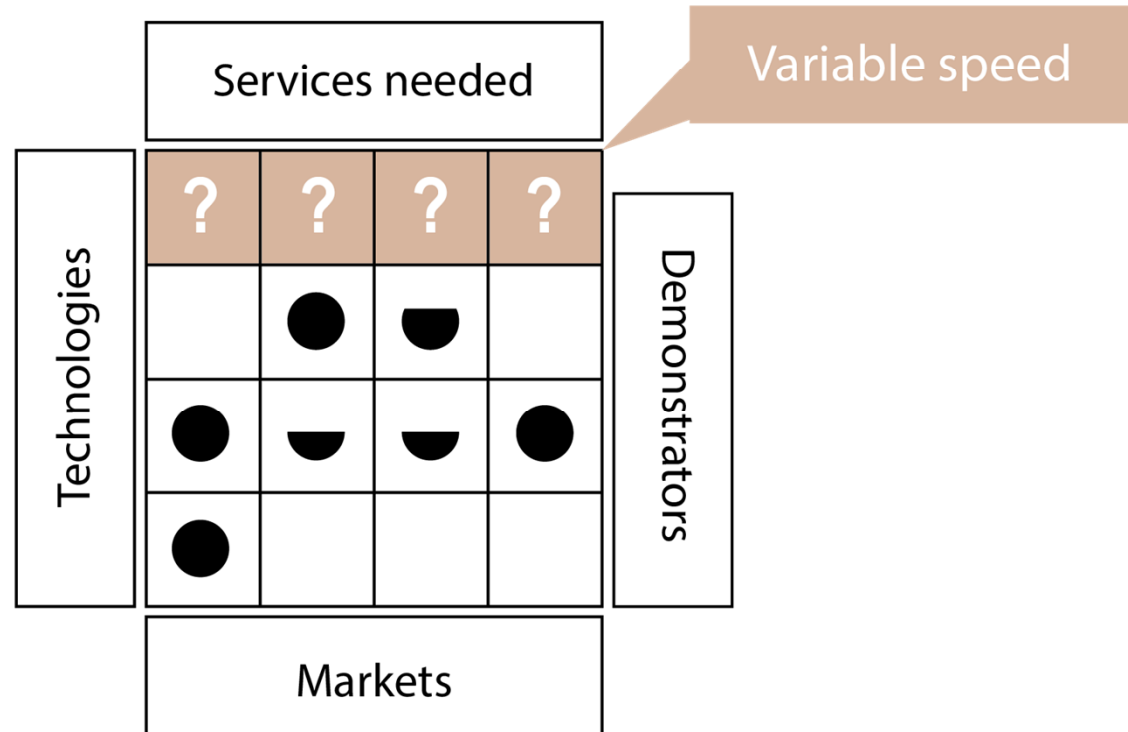 Services needed
Variable speed
Technologies
? ? ? ?
Demonstrators
Markets